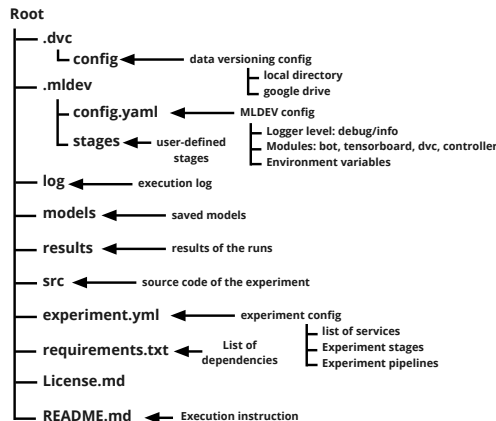 Root
.dvc
config data versioning config
local directory
google drive
.mldev
config.yaml MLDEV config
Logger level: debug/info
Modules: bot, tensorboard, dvc, controller
Environment variables
stages user-defined
stages
log execution log
models saved models
results results of the runs
src source code of the experiment
experiment.yml experiment config
list of services
Experiment stages
Experiment pipelines
requirements.txt List of
dependencies
License.md
README.md Execution instruction